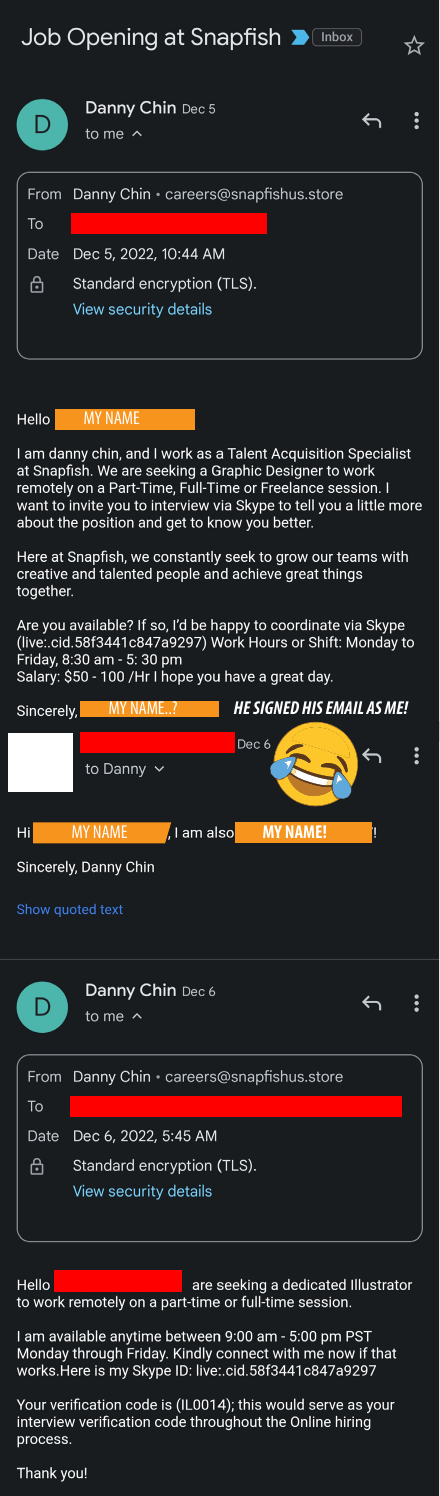 Job Opening at Snapfish Inbox
D
Danny Chin Dec 5
to me
From Danny Chin • careers@snapfishus.store
To
Date Dec 5, 2022, 10:44 AM
Standard encryption (TLS).
View security details
Hello MY NAME
I am danny chin, and I work as a Talent Acquisition Specialist
at Snapfish. We are seeking a Graphic Designer to work
remotely on a Part-Time, Full-Time or Freelance session. I
want to invite you to interview via Skype to tell you a little more
about the position and get to know you better.
Here at Snapfish, we constantly seek to grow our teams with
creative and talented people and achieve great things
together.
Are you available? If so, I'd be happy to coordinate via Skype
(live:.cid.58f3441c847a9297) Work Hours or Shift: Monday to
Friday, 8:30 am - 5: 30 pm
Salary: $50 - 100 /Hr I hope you have a great day.
Sincerely, MY NAME..? HE SIGNED HIS EMAIL AS ME!
Dec 6
to Danny
Hi MY NAME , I am also MY NAME! !
Sincerely, Danny Chin
Show quoted text
D
Danny Chin Dec 6
to me
From Danny Chin • careers@snapfishus.store
To
Date Dec 6, 2022, 5:45 AM
Standard encryption (TLS).
View security details
Hello are seeking a dedicated Illustrator
to work remotely on a part-time or full-time session.
I am available anytime between 9:00 am - 5:00 pm PST
Monday through Friday. Kindly connect with me now if that
works.Here is my Skype ID: live:.cid.58f3441c847a9297
Your verification code is (IL0014); this would serve as your
interview verification code throughout the Online hiring
process.
Thank you!